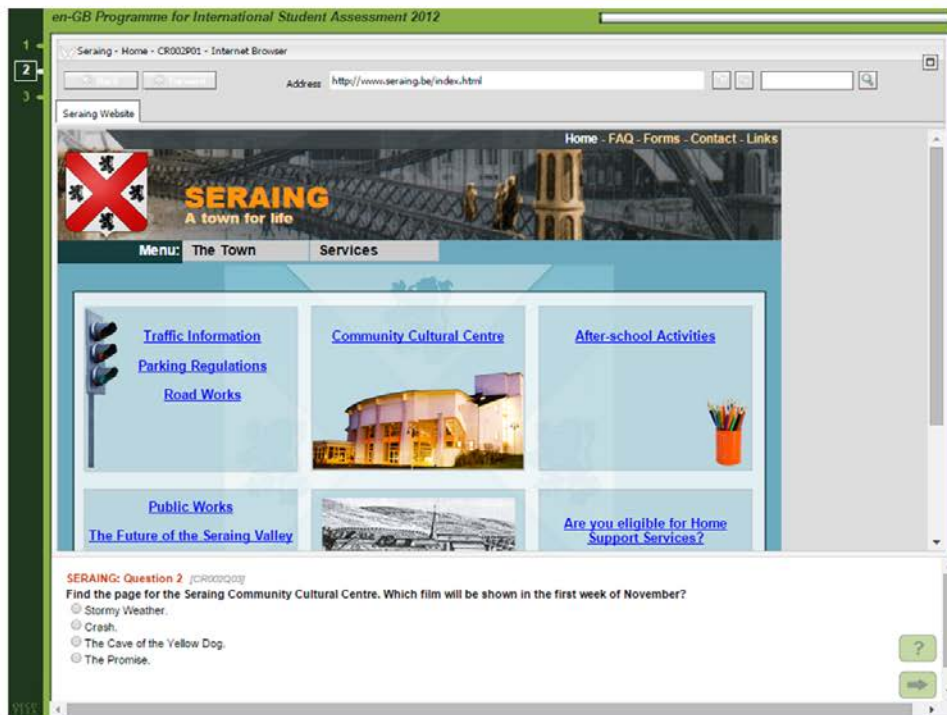 en-GB Programme for International Student Assessment 2012
1
2
3
Seraing - Home - CR002P01 - Internet Browser
Address http://www.seraing.be/index.html
Seraing Website
Home - FAQ - Forms - Contact - Links
SERAING
A town for life
Menu: The Town Services
Traffic Information
Parking Regulations
Road Works
Community Cultural Centre
After-school Activities
Public Works
The Future of the Seraing Valley
Are you eligible for Home
Support Services?
SERAING: Question 2 [CR002Q03]
Find the page for the Seraing Community Cultural Centre. Which film will be shown in the first week of November?
Stormy Weather.
Crash.
The Cave of the Yellow Dog.
The Promise.
?